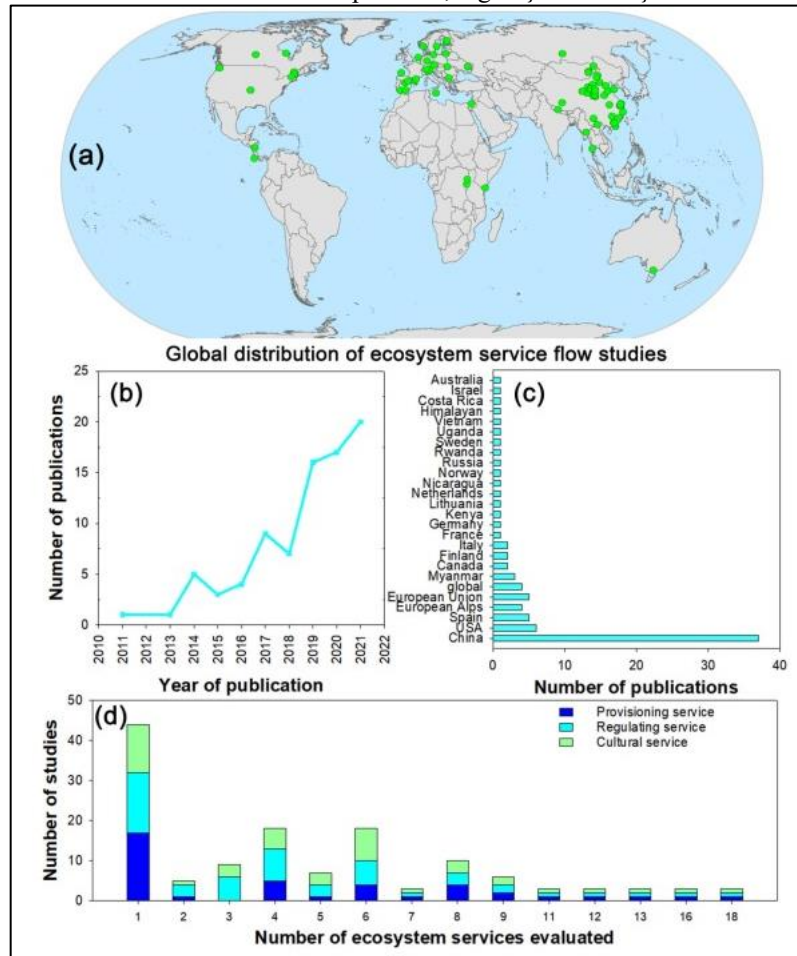 (a)
Global distribution of ecosystem service flow studies
(b)
Number of publications
25
20
15
10
5
0
2010
2011
2012
2013
2014
2015
2016
2017
2018
2019
2020
2021
2022
Year of publication
(c)
Australia
Israel
Costa Rica
Himalayan
Vietnam
Uganda
Sweden
Rwanda
Russia
Norway
Nicaragua
Netherlands
Lithuania
Kenya
Germany
France
Italy
Finland
Canada
Myanmar
global
European Union
European Alps
Spain
USA
China
0 10 20 30 40
Number of publications
(d)
Number of studies
50
40
30
20
10
0
Provisioning service
Regulating service
Cultural service
1 2 3 4 5 6 7 8 9 11 12 13 16 18
Number of ecosystem services evaluated